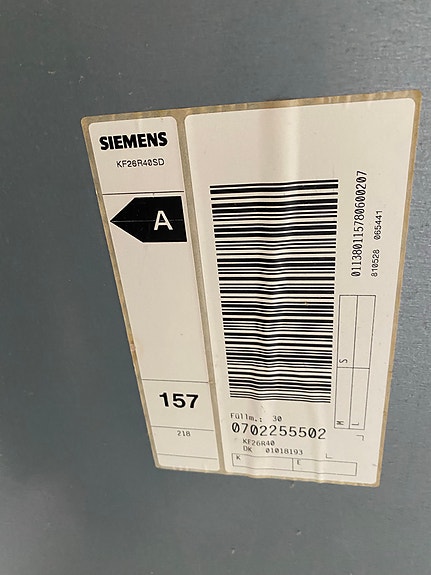 SIEMENS
KF26R40SD
A
157
218
011380115780600207
810528 065441
S
M L
Füllm.: 30
0702255502
KF26R40
DK 01018193
K E